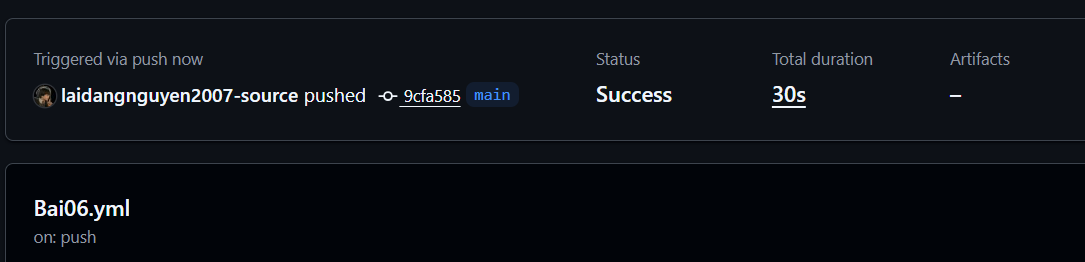 Triggered via push now
laidangnguyen2007-source pushed 9cfa585 main
Status
Success
Total duration
30s
Artifacts
–
Bai06.yml
on: push